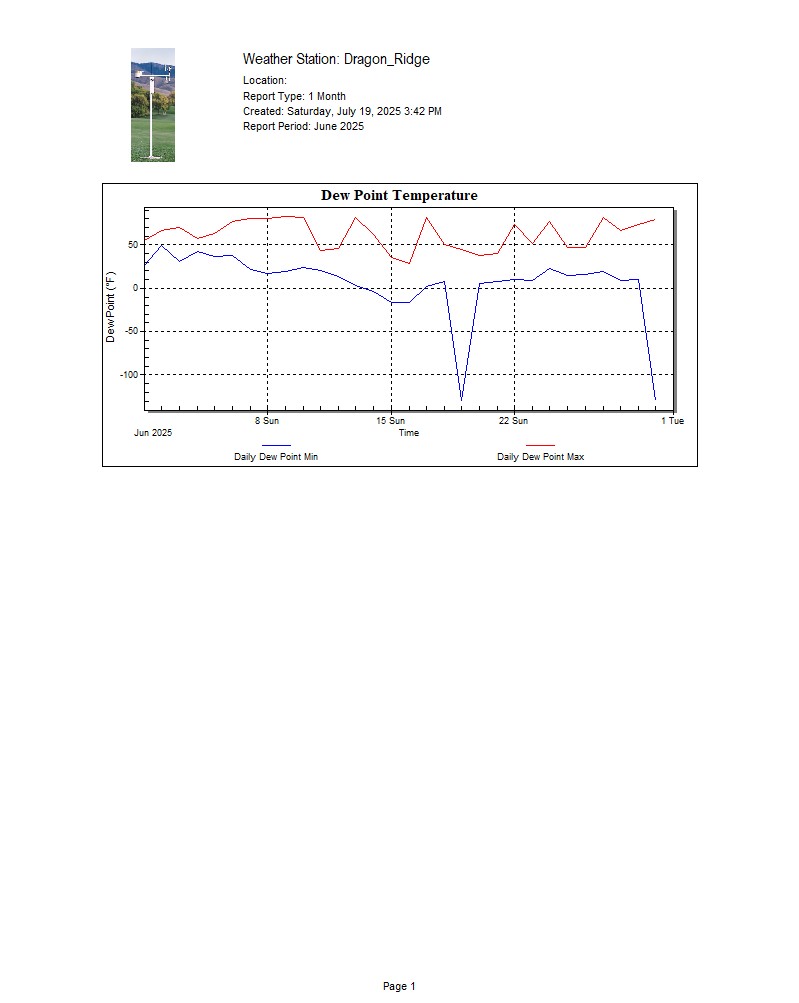 Weather Station: Dragon_Ridge
Location:
Report Type: 1 Month
Created: Saturday, July 19, 2025 3:42 PM
Report Period: June 2025
Dew Point Temperature
Dew Point (°F)
50
0
-50
-100
8 Sun
15 Sun
22 Sun
1 Tue
Jun 2025
Time
Daily Dew Point Min
Daily Dew Point Max
Page 1